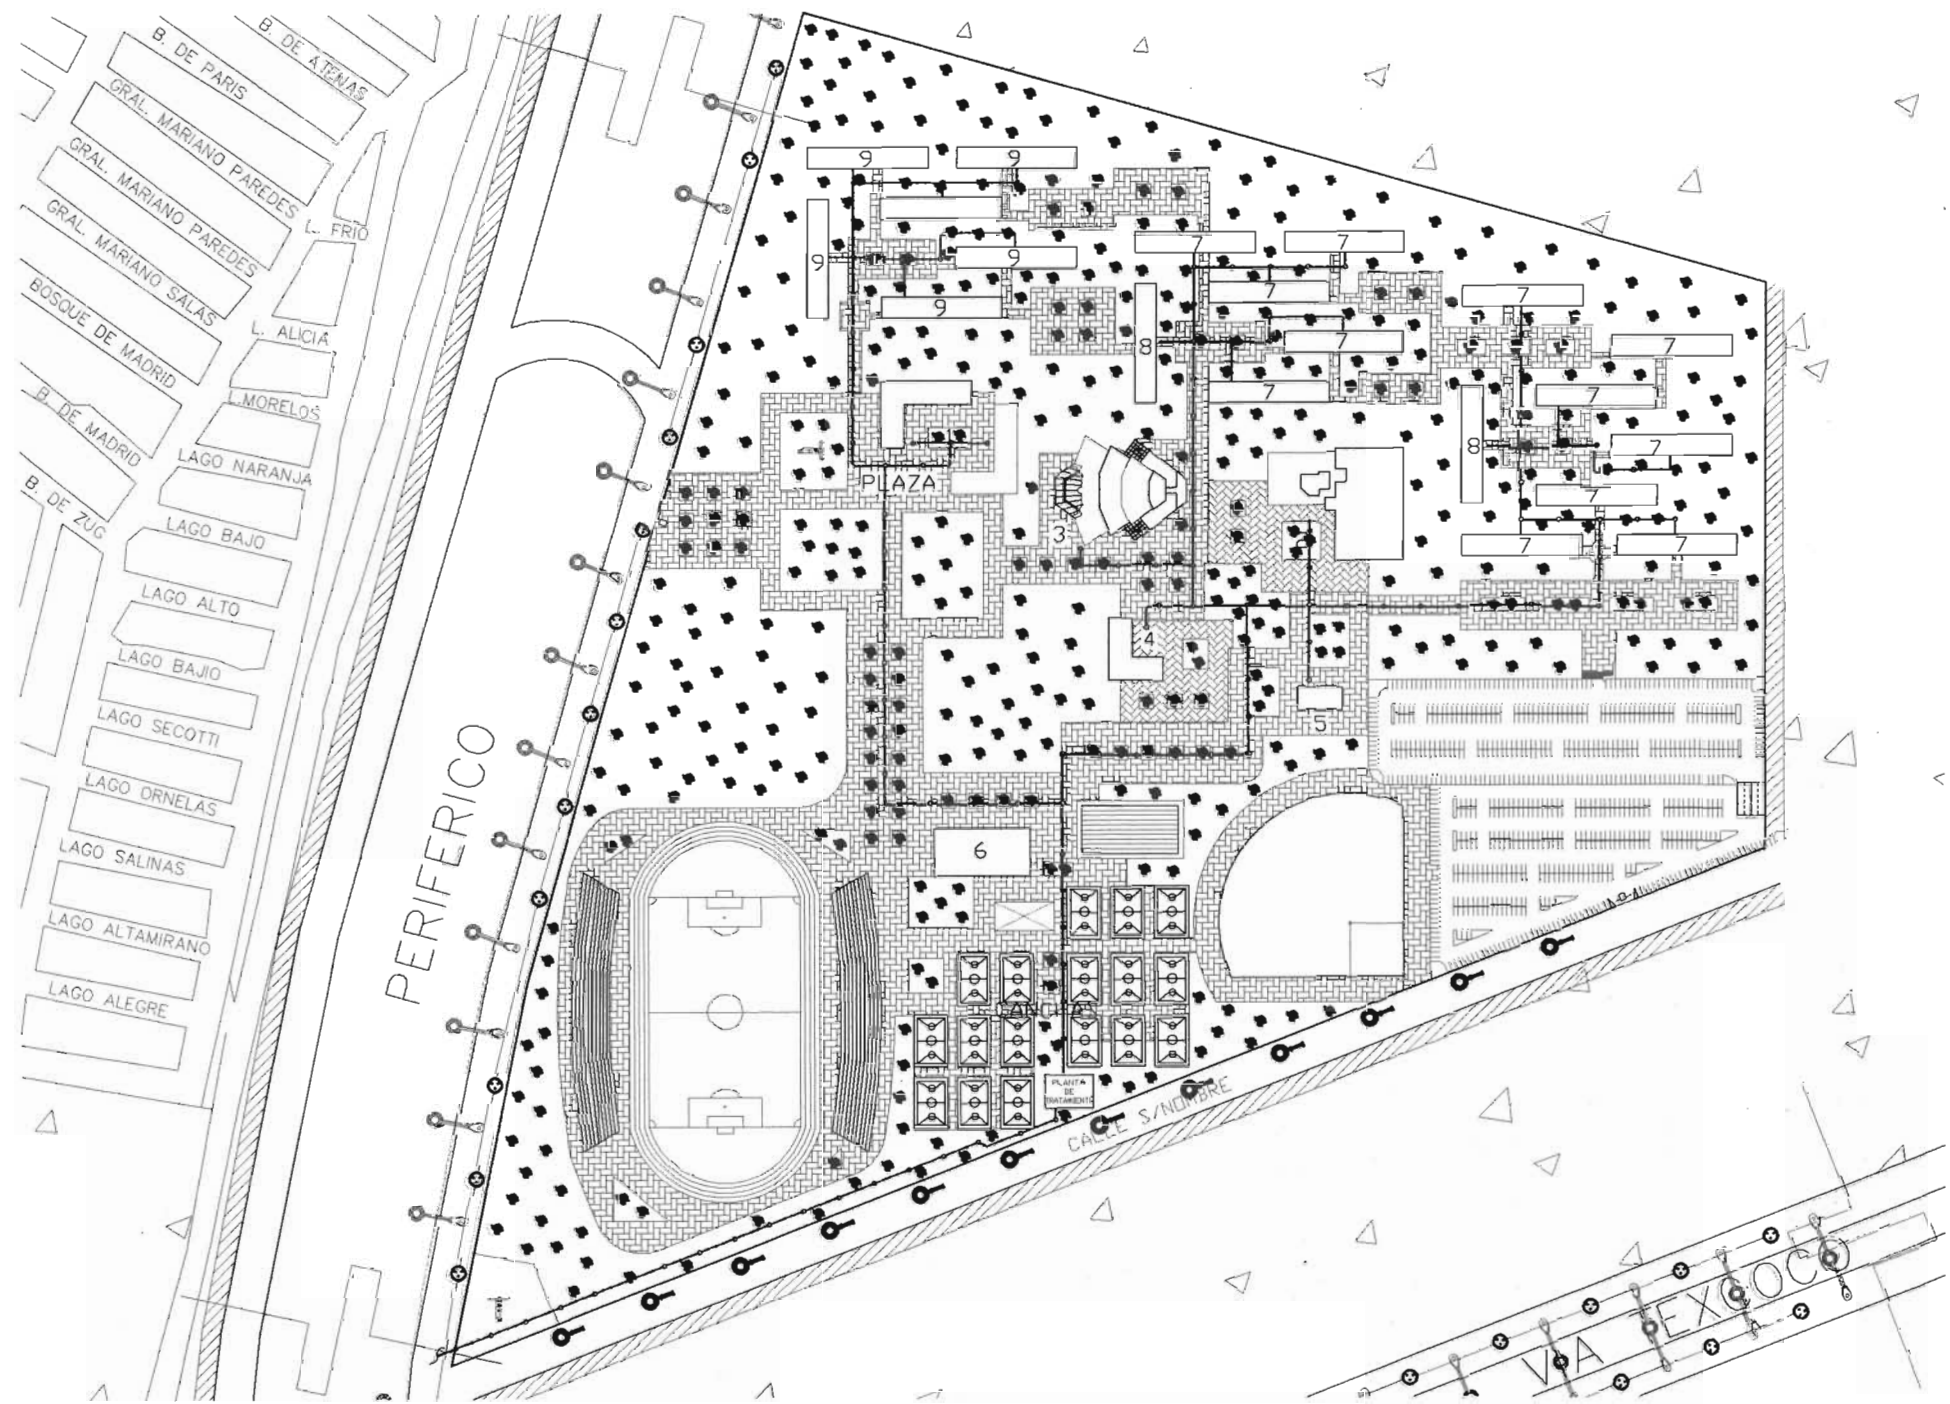 B. DE ATENAS
B. DE PARIS
GRAL. MARIANO PAREDES
GRAL. MARIANO PAREDES
GRAL. MARIANO SALAS
BOSQUE DE MADRID
B. DE MADRID
B. DE ZUG
L. FRIO
L. ALICIA
L.MORELOS
LAGO NARANJA
LAGO BAJO
LAGO ALTO
LAGO BAJIO
LAGO SECOTTI
LAGO ORNELAS
LAGO SALINAS
LAGO ALTAMIRANO
LAGO ALEGRE
PERIFERICO
9
9
9
9
9
7
7
7
7
7
8
7
7
7
7
7
7
7
8
PLAZA
3
4
5
6
CANCHAS
PLANTA
DE
TRATAMIENTO
CALLE S/NOMBRE
VIA TEXCOCO